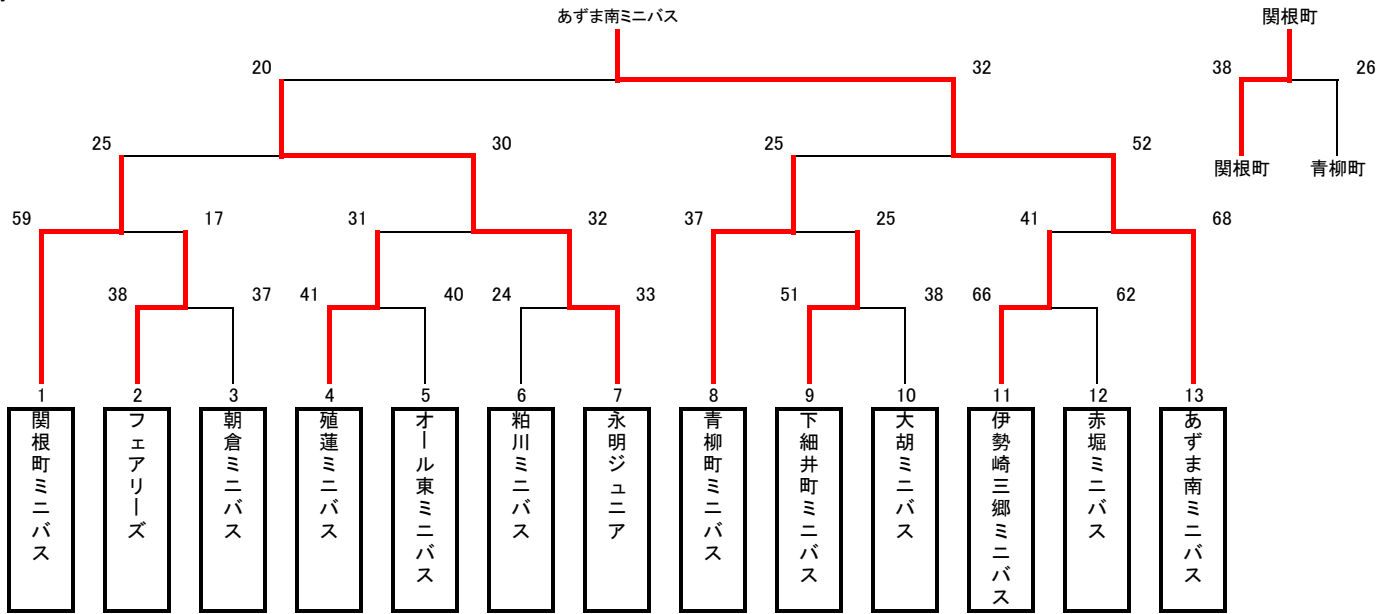 あずま南ミニバス
関根町
20
32
38
26
25
30
25
52
関根町
青柳町
59
17
31
32
37
25
41
68
38
37
41
40
24
33
51
38
66
62
1
2
3
4
5
6
7
8
9
10
11
12
13
関根町ミニバス
フェアリーズ
朝倉ミニバス
殖蓮ミニバス
オール東ミニバス
粕川ミニバス
永明ジュニア
青柳町ミニバス
下細井町ミニバス
大胡ミニバス
伊勢崎三郷ミニバス
赤堀ミニバス
あずま南ミニバス